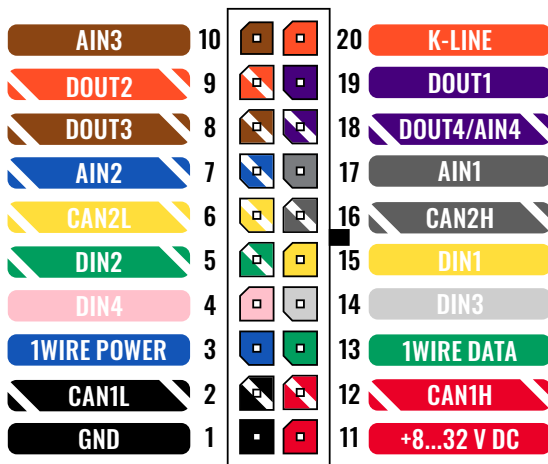 AIN3 10 20 K-LINE
DOUT2 9 19 DOUT1
DOUT3 8 18 DOUT4/AIN4
AIN2 7 17 AIN1
CAN2L 6 16 CAN2H
DIN2 5 15 DIN1
DIN4 4 14 DIN3
1WIRE POWER 3 13 1WIRE DATA
CAN1L 2 12 CAN1H
GND 1 11 +8...32 V DC